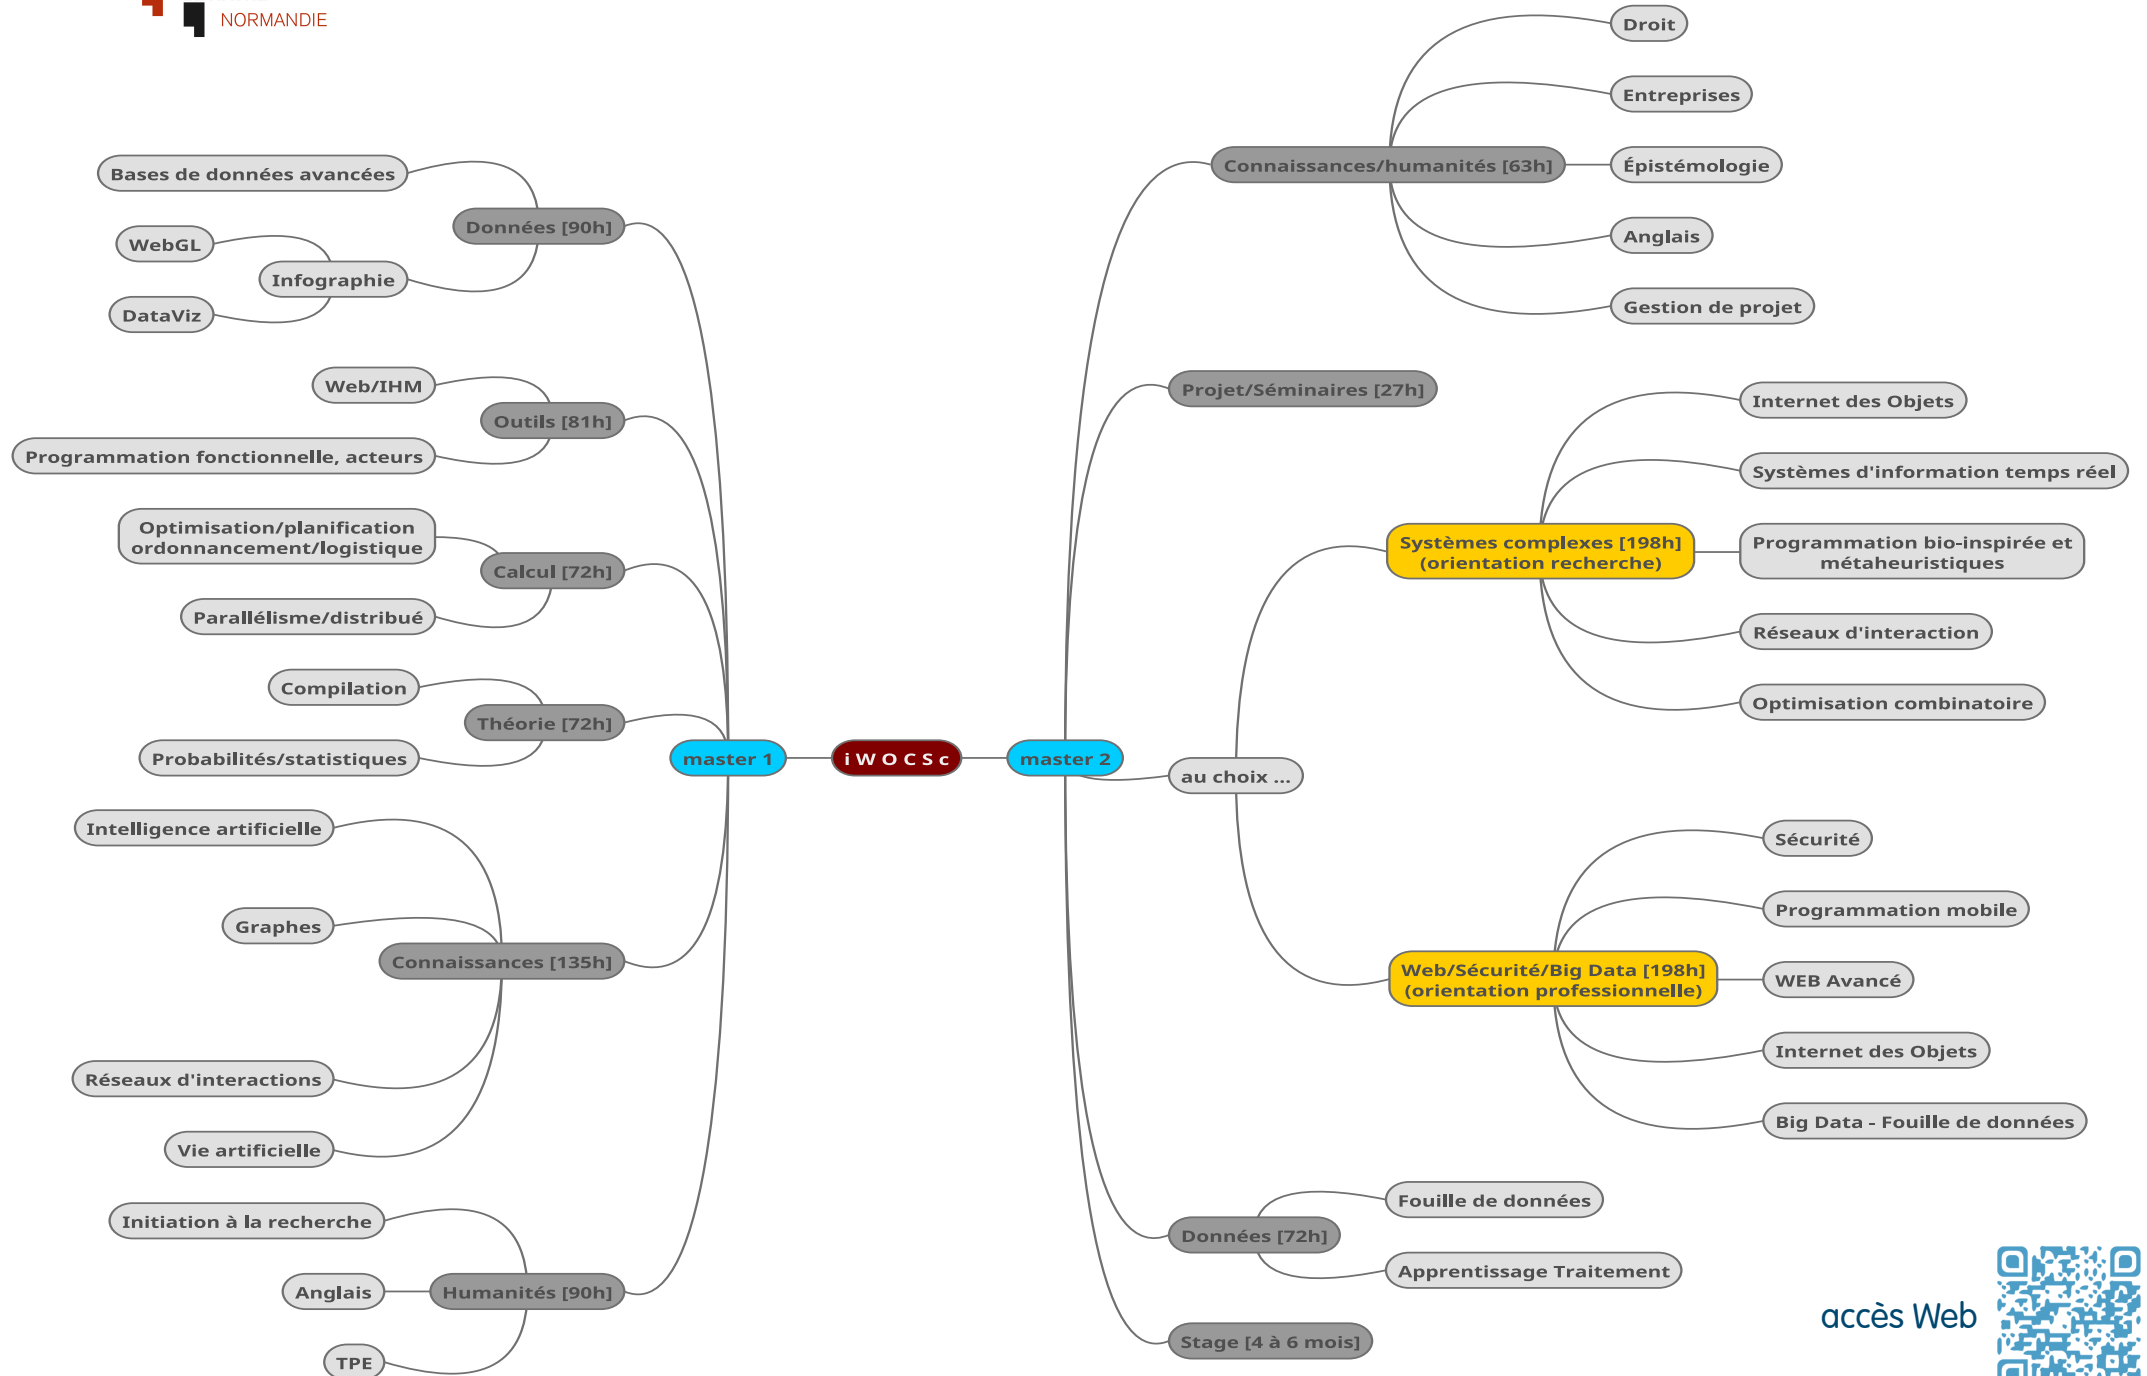 NORMANDIE
Bases de données avancées
Données [90h]
WebGL
Infographie
DataViz
Web/IHM
Outils [81h]
Programmation fonctionnelle, acteurs
Optimisation/planification
ordonnancement/logistique
Calcul [72h]
Parallélisme/distribué
Compilation
Théorie [72h]
Probabilités/statistiques
master 1
i W O C S c
master 2
Intelligence artificielle
Graphes
Connaissances [135h]
Réseaux d'interactions
Vie artificielle
Initiation à la recherche
Anglais
Humanités [90h]
TPE
Droit
Entreprises
Connaissances/humanités [63h]
Épistémologie
Anglais
Gestion de projet
Projet/Séminaires [27h]
Internet des Objets
Systèmes d'information temps réel
Systèmes complexes [198h]
(orientation recherche)
Programmation bio-inspirée et
métaheuristiques
Réseaux d'interaction
Optimisation combinatoire
au choix ...
Sécurité
Programmation mobile
Web/Sécurité/Big Data [198h]
(orientation professionnelle)
WEB Avancé
Internet des Objets
Big Data - Fouille de données
Fouille de données
Données [72h]
Apprentissage Traitement
Stage [4 à 6 mois]
accès Web